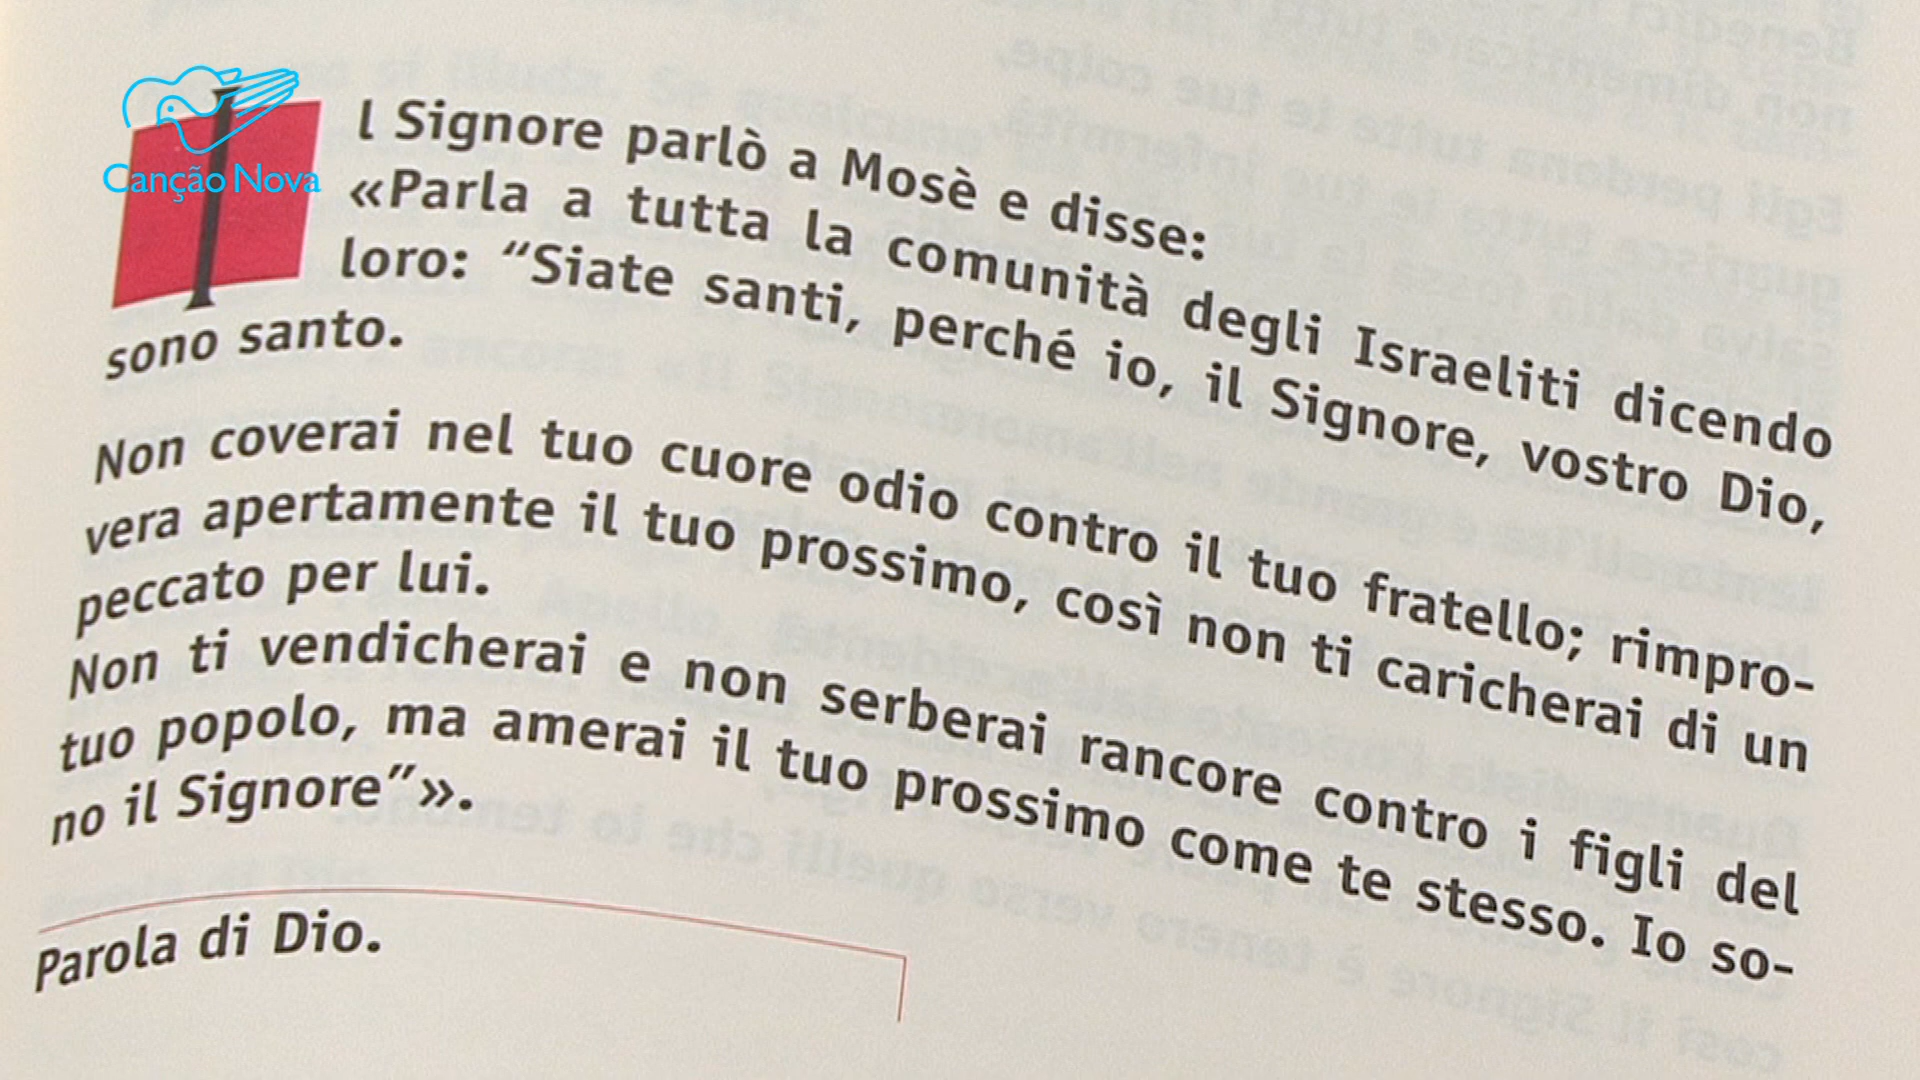 Canção Nova
Il Signore parlò a Mosè e disse:
«Parla a tutta la comunità degli Israeliti dicendo
loro: “Siate santi, perché io, il Signore, vostro Dio,
sono santo.
Non coverai nel tuo cuore odio contro il tuo fratello; rimpro-
vera apertamente il tuo prossimo, così non ti caricherai di un
peccato per lui.
Non ti vendicherai e non serberai rancore contro i figli del
tuo popolo, ma amerai il tuo prossimo come te stesso. Io so-
no il Signore”».
Parola di Dio.